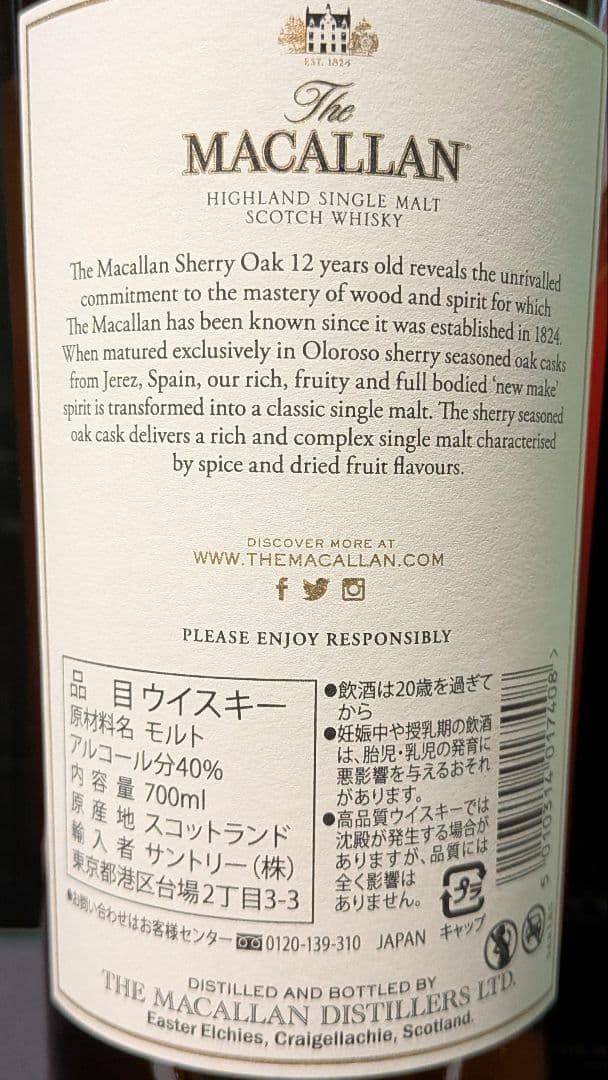 EST. 1824
The
MACALLAN
HIGHLAND SINGLE MALT
SCOTCH WHISKY
The Macallan Sherry Oak 12 years old reveals the unrivalled
commitment to the mastery of wood and spirit for which
The Macallan has been known since it was established in 1824.
When matured exclusively in Oloroso sherry seasoned oak casks
from Jerez, Spain, our rich, fruity and full bodied ‘new make’
spirit is transformed into a classic single malt. The sherry seasoned
oak cask delivers a rich and complex single malt characterised
by spice and dried fruit flavours.
DISCOVER MORE AT
WWW.THEMACALLAN.COM
PLEASE ENJOY RESPONSIBLY
品 目 ウイスキー
原材料名 モルト
アルコール分40%
内 容 量 700ml
原 産 地 スコットランド
輸 入 者 サントリー(株)
東京都港区台場2丁目3-3
●飲酒は20歳を過ぎて
から
●妊娠中や授乳期の飲酒
は、胎児・乳児の発育に
悪影響を与えるおそれ
があります。
●高品質ウイスキーでは
沈殿が発生する場合が
ありますが、品質には
全く影響は
ありません。
プラ
キャップ
5 010314 017408 >
●お問い合わせはお客様センター 0120-139-310 JAPAN
DISTILLED AND BOTTLED BY
THE MACALLAN DISTILLERS LTD.
Easter Elchies, Craigellachie, Scotland.